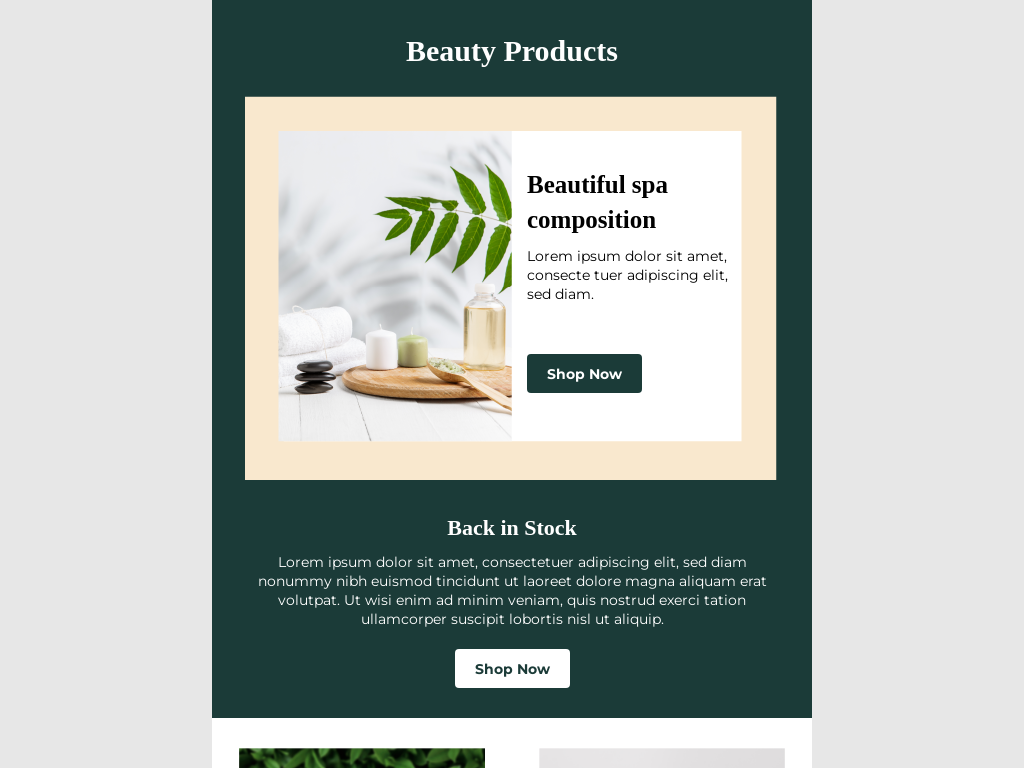 Beauty Products
Beautiful spa
composition
Lorem ipsum dolor sit amet,
consecte tuer adipiscing elit,
sed diam.
Shop Now
Back in Stock
Lorem ipsum dolor sit amet, consectetuer adipiscing elit, sed diam
nonummy nibh euismod tincidunt ut laoreet dolore magna aliquam erat
volutpat. Ut wisi enim ad minim veniam, quis nostrud exerci tation
ullamcorper suscipit lobortis nisl ut aliquip.
Shop Now